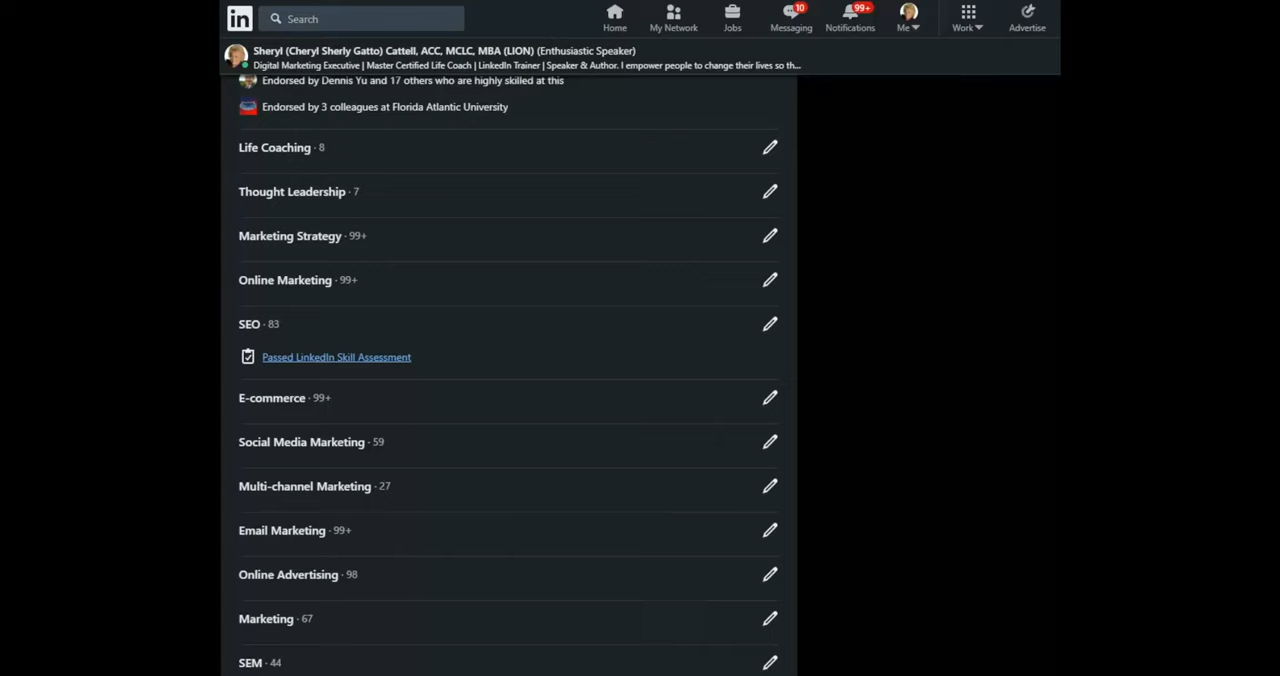 in
Search
Home
My Network
Jobs
10
Messaging
99+
Notifications
Me
Work
Advertise
Sheryl (Cheryl Sherly Gatto) Cattell, ACC, MCLC, MBA (LION) (Enthusiastic Speaker)
Digital Marketing Executive | Master Certified Life Coach | LinkedIn Trainer | Speaker & Author. I empower people to change their lives so th...
Endorsed by Dennis Yu and 17 others who are highly skilled at this
Endorsed by 3 colleagues at Florida Atlantic University
Life Coaching · 8
Thought Leadership · 7
Marketing Strategy · 99+
Online Marketing · 99+
SEO · 83
Passed LinkedIn Skill Assessment
E-commerce · 99+
Social Media Marketing · 59
Multi-channel Marketing · 27
Email Marketing · 99+
Online Advertising · 98
Marketing · 67
SEM · 44